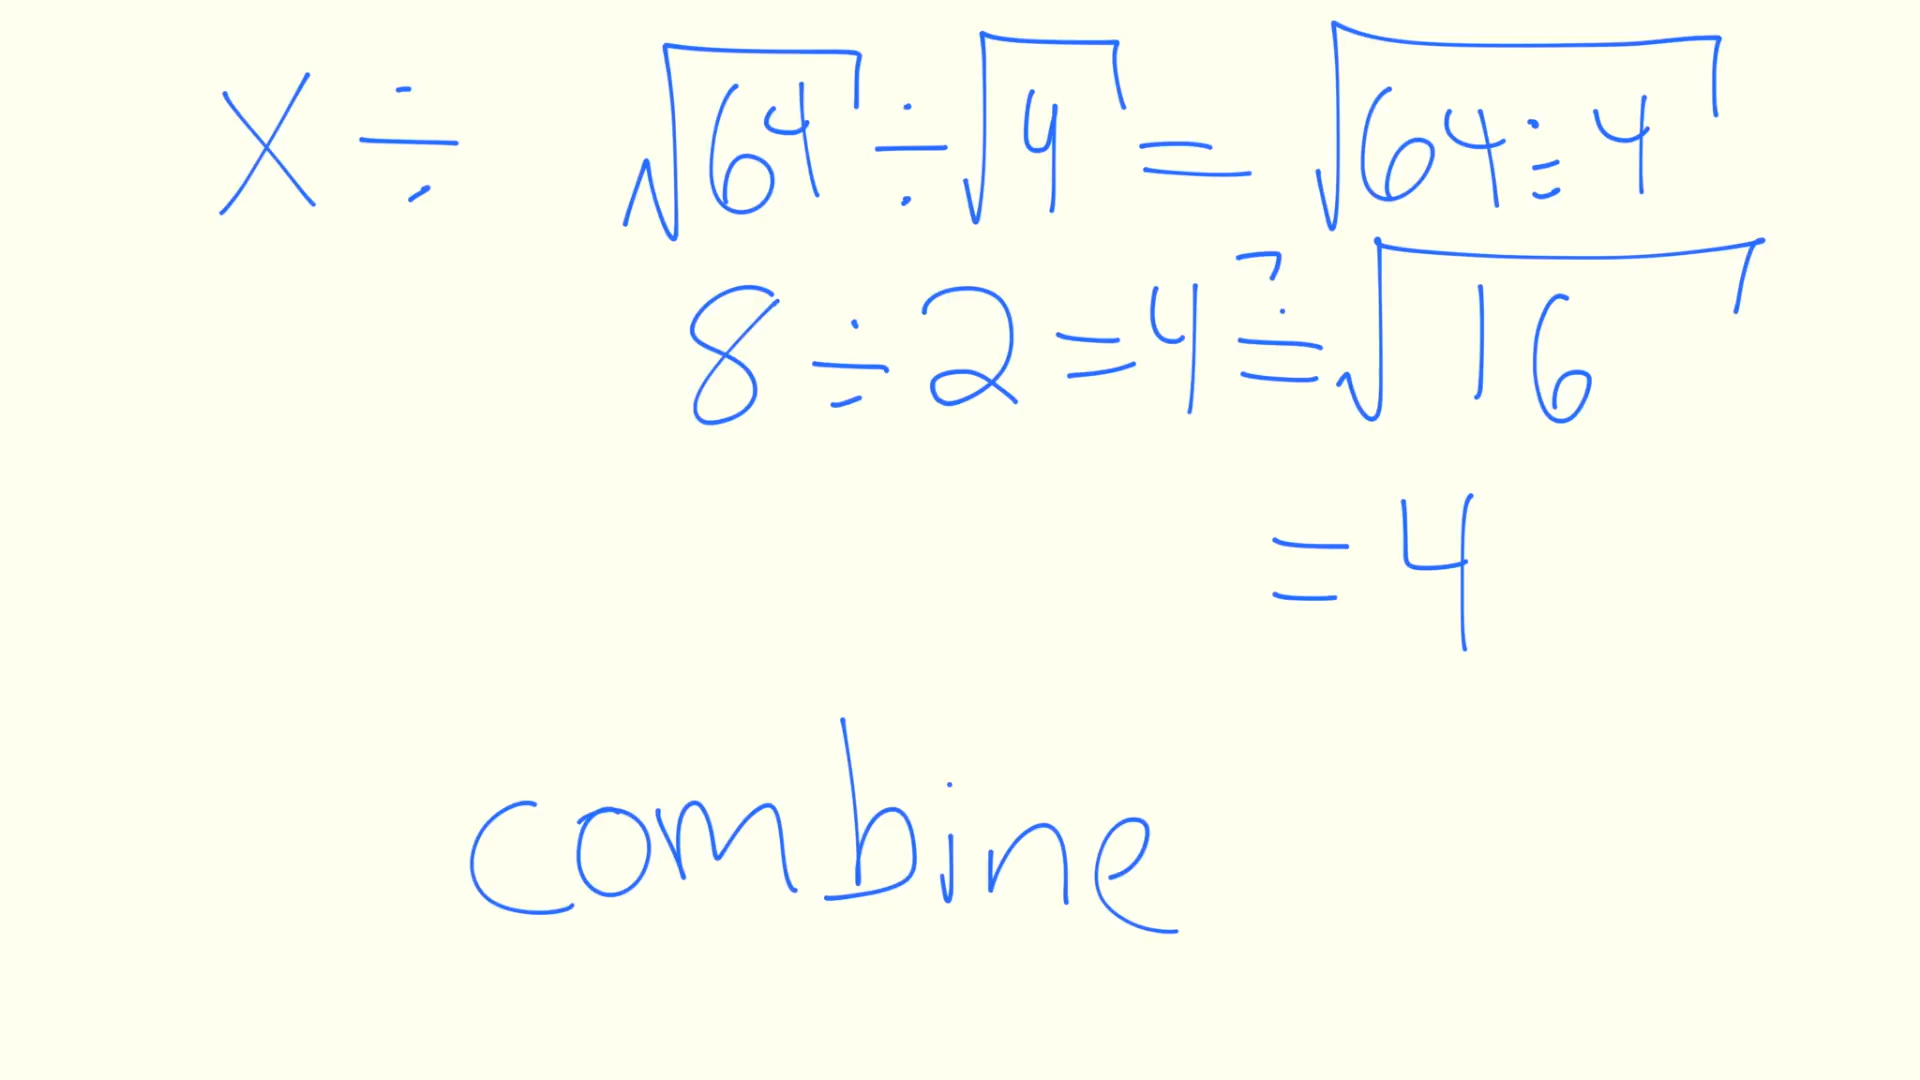 X ÷ √64 ÷ √4 = √64 ÷ 4
8 ÷ 2 = 4 ≟ √16
= 4
combine